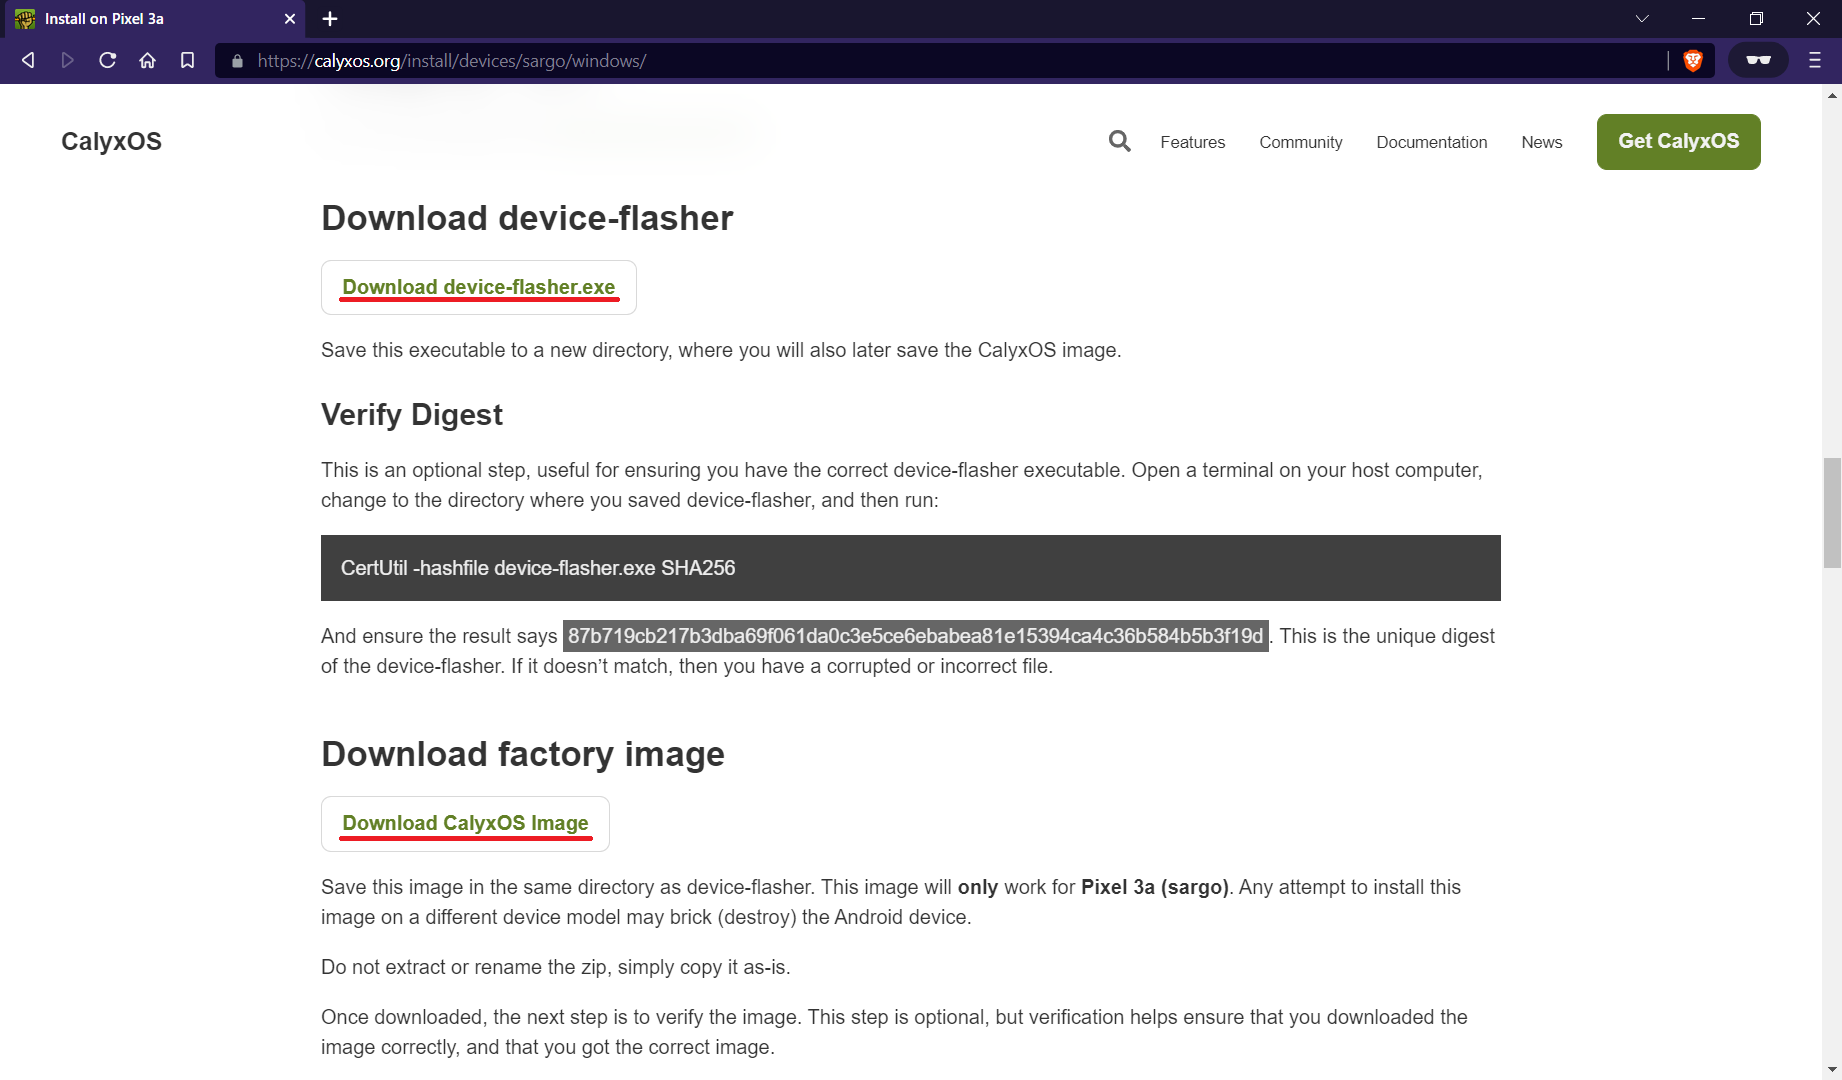 Install on Pixel 3a
https://calyxos.org/install/devices/sargo/windows/
CalyxOS
Features
Community
Documentation
News
Get CalyxOS
Download device-flasher
Download device-flasher.exe
Save this executable to a new directory, where you will also later save the CalyxOS image.
Verify Digest
This is an optional step, useful for ensuring you have the correct device-flasher executable. Open a terminal on your host computer,
change to the directory where you saved device-flasher, and then run:
CertUtil -hashfile device-flasher.exe SHA256
And ensure the result says 87b719cb217b3dba69f061da0c3e5ce6ebabea81e15394ca4c36b584b5b3f19d. This is the unique digest
of the device-flasher. If it doesn’t match, then you have a corrupted or incorrect file.
Download factory image
Download CalyxOS Image
Save this image in the same directory as device-flasher. This image will only work for Pixel 3a (sargo). Any attempt to install this
image on a different device model may brick (destroy) the Android device.
Do not extract or rename the zip, simply copy it as-is.
Once downloaded, the next step is to verify the image. This step is optional, but verification helps ensure that you downloaded the
image correctly, and that you got the correct image.